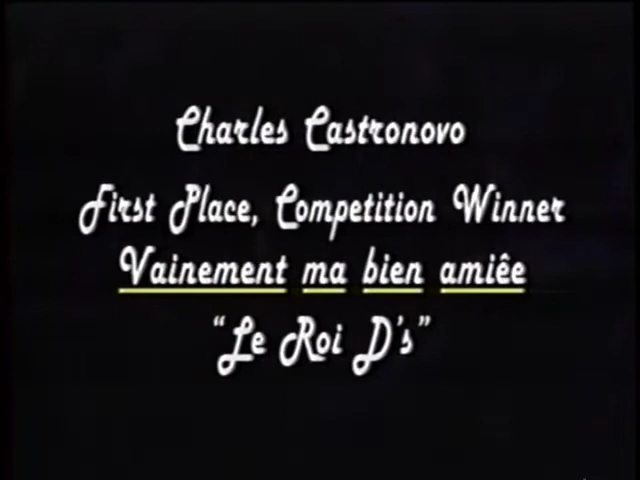 Charles Castronovo
First Place, Competition Winner
Vainement ma bien amiêe
"Le Roi D's"